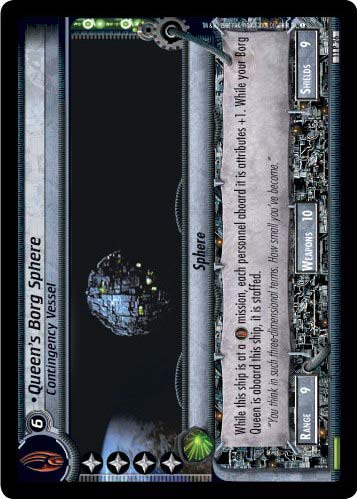 6
• Queen's Borg Sphere
Contingency Vessel
Sphere
While this ship is at a mission, each personnel aboard it is attributes +1. While your Borg
Queen is aboard this ship, it is staffed.
"You think in such three-dimensional terms. How small you've become."
RANGE 9
WEAPONS 10
SHIELDS 9